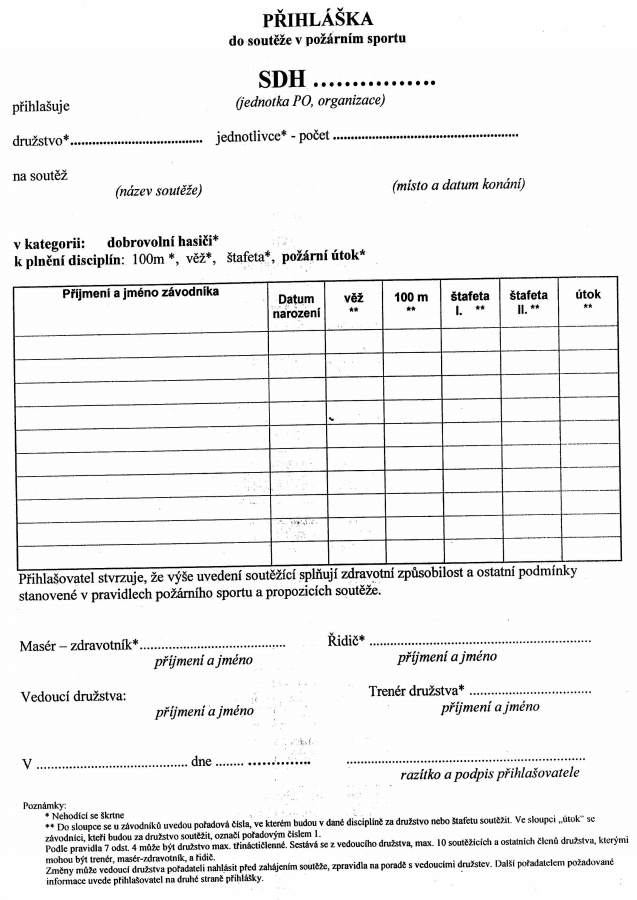 PŘIHLÁŠKA
do soutěže v požárním sportu
SDH ................
(jednotka PO, organizace)
přihlašuje
družstvo*.................................... jednotlivce* - počet ....................................................
na soutěž
(název soutěže) (místo a datum konání)
v kategorii: dobrovolní hasiči*
k plnění disciplín: 100m *, věž*, štafeta*, požární útok*
Příjmení a jméno závodníka Datum narození věž ** 100 m ** štafeta I. ** štafeta II. ** útok **
Přihlašovatel stvrzuje, že výše uvedení soutěžící splňují zdravotní způsobilost a ostatní podmínky
stanovené v pravidlech požárního sportu a propozicích soutěže.
Masér – zdravotník*........................................ Řidič* .............................................................
příjmení a jméno příjmení a jméno
Vedoucí družstva: Trenér družstva* ..................................
příjmení a jméno příjmení a jméno
V .......................................... dne ........ ................. ..................................................................
razítko a podpis přihlašovatele
Poznámky:
* Nehodící se škrtne
** Do sloupce se u závodníků uvedou pořadová čísla, ve kterém budou v dané disciplíně za družstvo nebo štafetu soutěžit. Ve sloupci „útok" se
závodníci, kteří budou za družstvo soutěžit, označí pořadovým číslem 1.
Podle pravidla 7 odst. 4 může být družstvo max. třináctičlenné. Sestává se z vedoucího družstva, max. 10 soutěžících a ostatních členů družstva, kterými
mohou být trenér, masér-zdravotník, a řidič.
Změny může vedoucí družstva pořadateli nahlásit před zahájením soutěže, zpravidla na poradě s vedoucími družstev. Další pořadatelem požadované
informace uvede přihlašovatel na druhé straně přihlášky.